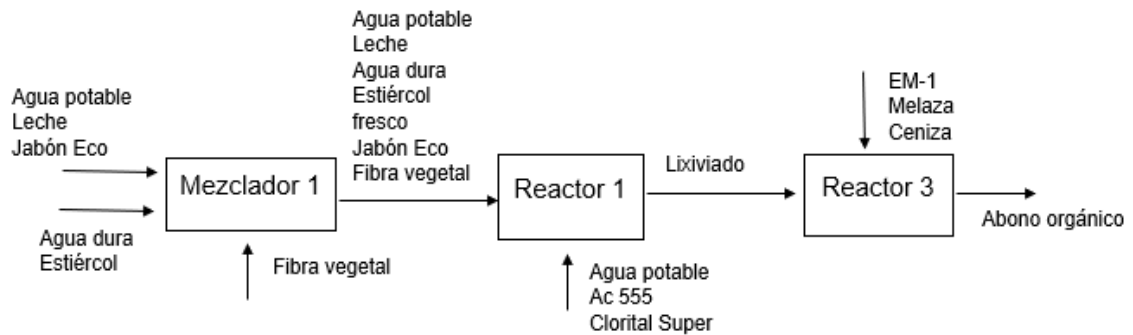 Agua potable
Leche
Jabón Eco
Agua dura
Estiércol
Mezclador 1
Fibra vegetal
Agua potable
Leche
Agua dura
Estiércol
fresco
Jabón Eco
Fibra vegetal
Reactor 1
Agua potable
Ac 555
Clorital Super
Lixiviado
EM-1
Melaza
Ceniza
Reactor 3
Abono orgánico